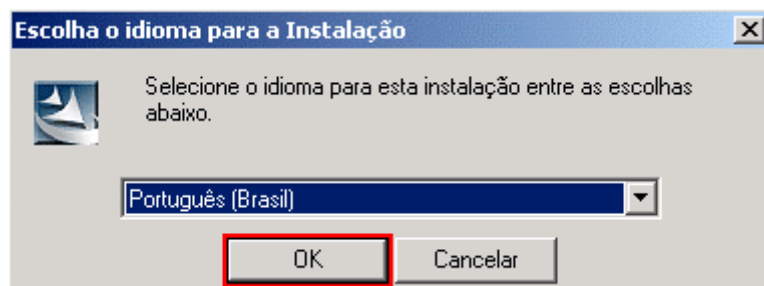 Escolha o idioma para a Instalação
Selecione o idioma para esta instalação entre as escolhas
abaixo.
Português (Brasil)
OK Cancelar